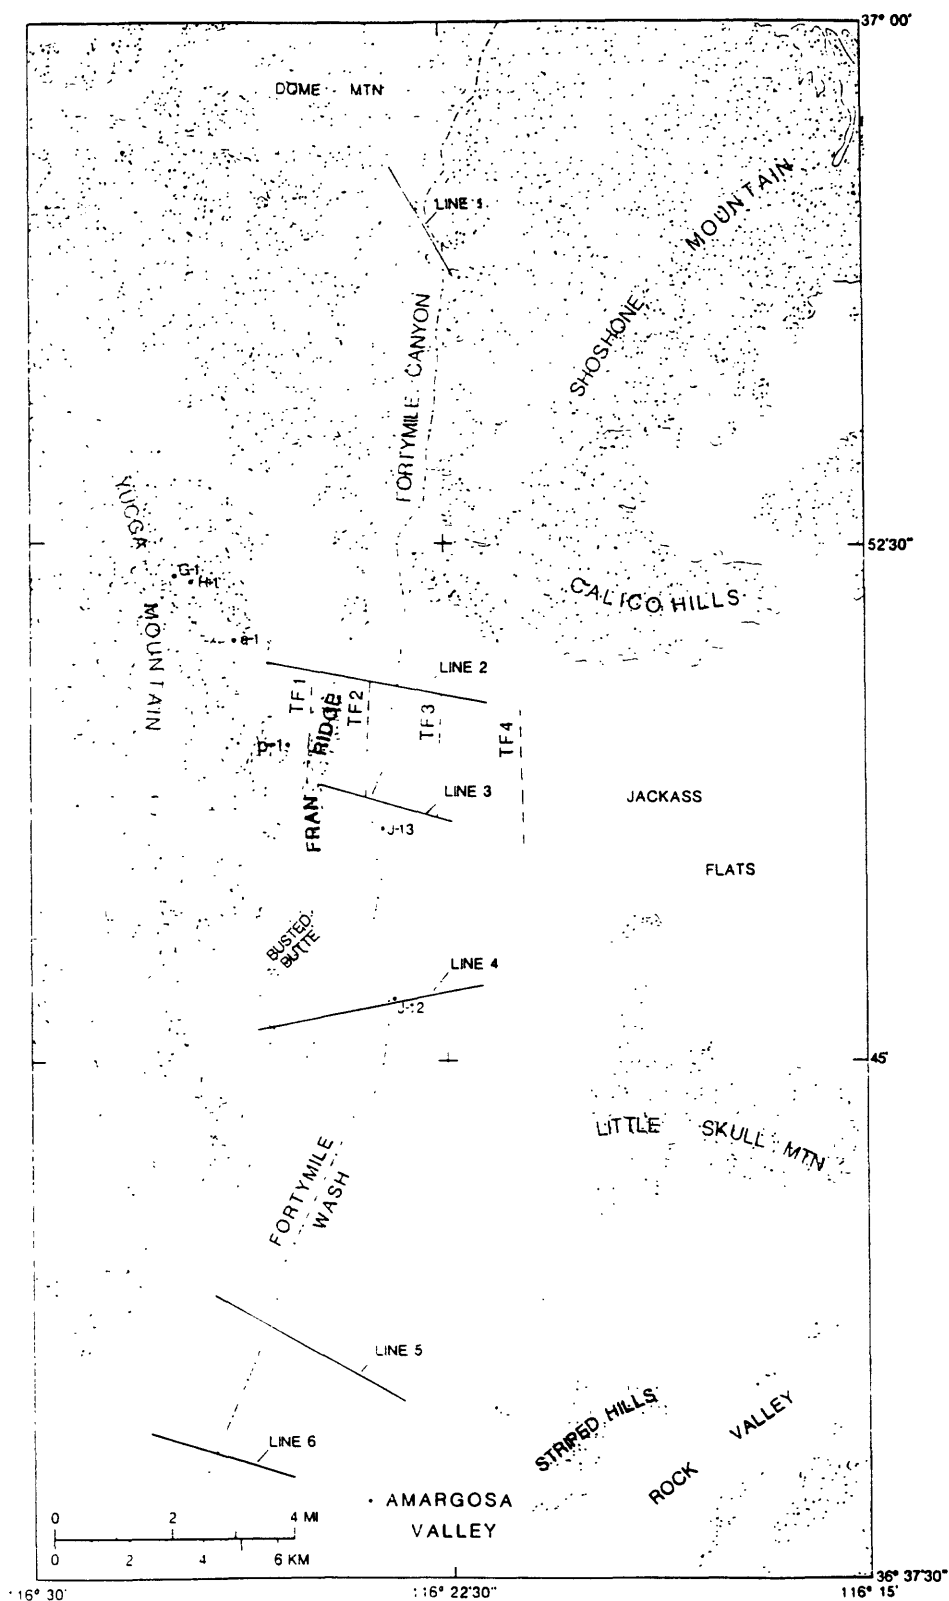 37° 00'
DOME MTN
LINE 1
SHOSHONE MOUNTAIN
FORTYMILE CANYON
YUCCA MOUNTAIN
52'30"
G-1
H-1
CALICO HILLS
a-1
LINE 2
TF1
TF2
TF3
TF4
FRAN RIDGE
p-1
LINE 3
J-13
JACKASS
FLATS
BUSTED
BUTTE
LINE 4
J-12
45'
LITTLE SKULL MTN
FORTYMILE
WASH
LINE 5
LINE 6
STRIPED HILLS
ROCK VALLEY
AMARGOSA
VALLEY
0 2 4 MI
0 2 4 6 KM
36° 37'30"
116° 30' 116° 22'30" 116° 15'